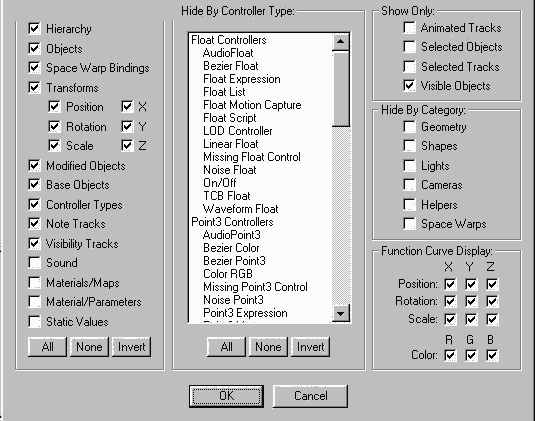 Hierarchy
Objects
Space Warp Bindings
Transforms
Position X
Rotation Y
Scale Z
Modified Objects
Base Objects
Controller Types
Note Tracks
Visibility Tracks
Sound
Materials/Maps
Material/Parameters
Static Values
All None Invert
Hide By Controller Type:
Float Controllers
AudioFloat
Bezier Float
Float Expression
Float List
Float Motion Capture
Float Script
LOD Controller
Linear Float
Missing Float Control
Noise Float
On/Off
TCB Float
Waveform Float
Point3 Controllers
AudioPoint3
Bezier Color
Bezier Point3
Color RGB
Missing Point3 Control
Noise Point3
Point3 Expression
All None Invert
Show Only:
Animated Tracks
Selected Objects
Selected Tracks
Visible Objects
Hide By Category:
Geometry
Shapes
Lights
Cameras
Helpers
Space Warps
Function Curve Display:
X Y Z
Position:
Rotation:
Scale:
R G B
Color:
OK Cancel